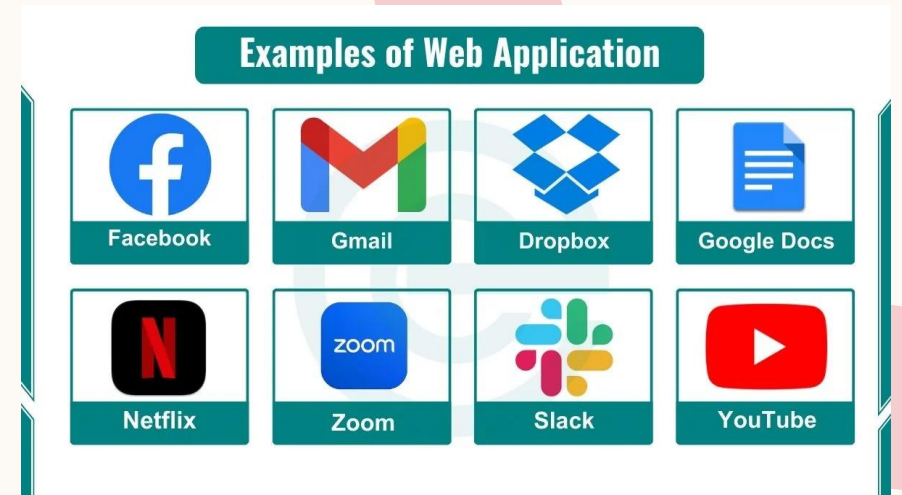 Examples of Web Application
Facebook
Gmail
Dropbox
Google Docs
zoom
Netflix
Zoom
Slack
YouTube